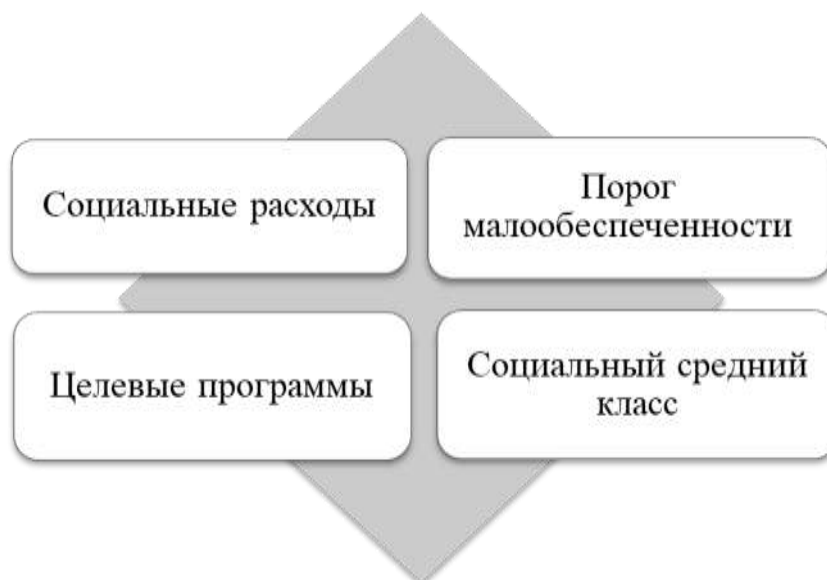 Социальные расходы
Порог
малообеспеченности
Целевые программы
Социальный средний
класс